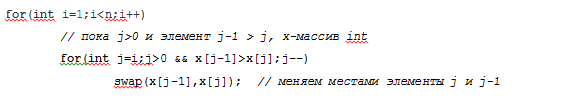 for(int i=1;i<n;i++)
// пока j>0 и элемент j-1 > j, x-массив int
for(int j=i;j>0 && x[j-1]>x[j];j--)
swap(x[j-1],x[j]); // меняем местами элементы j и j-1